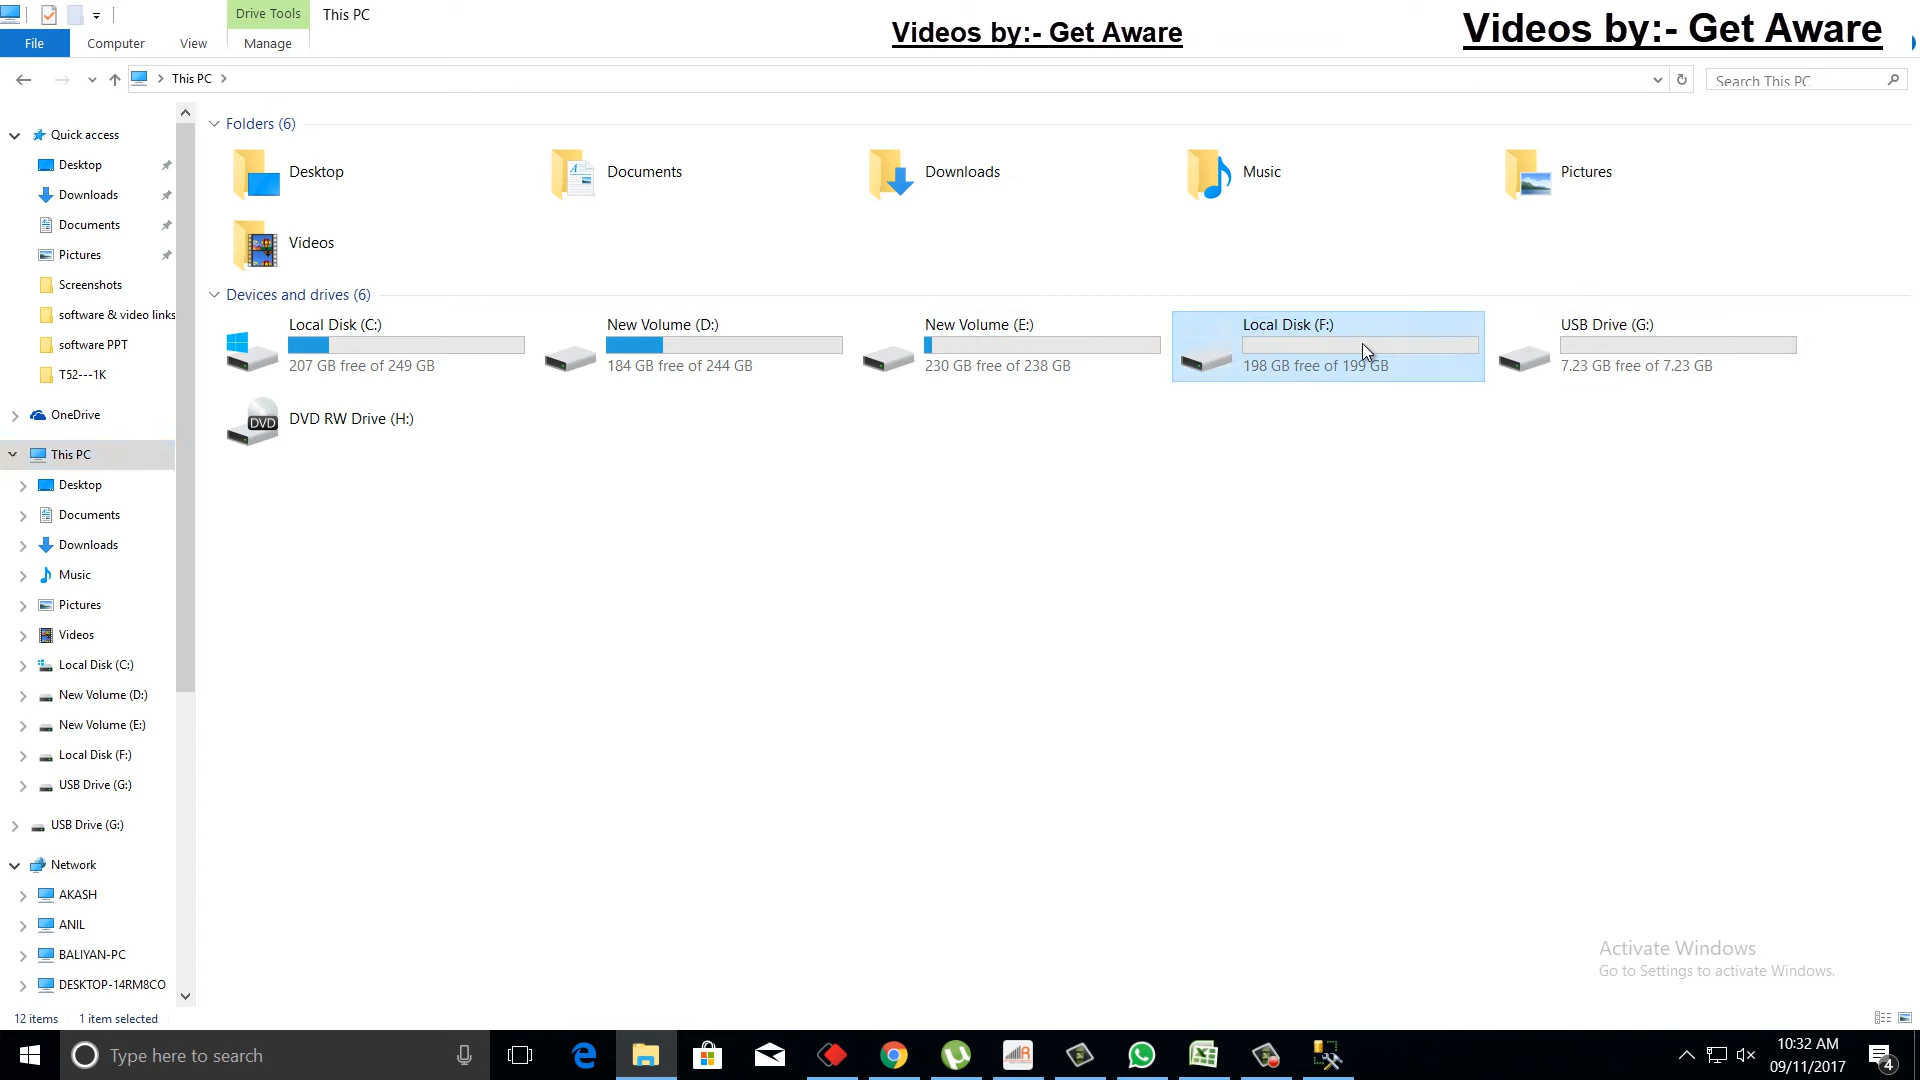 Drive Tools
This PC
File
Computer
View
Manage
Videos by:- Get Aware
Videos by:- Get Aware
This PC
Search This PC
Quick access
Desktop
Downloads
Documents
Pictures
Screenshots
software & video links
software PPT
T52---1K
OneDrive
This PC
Desktop
Documents
Downloads
Music
Pictures
Videos
Local Disk (C:)
New Volume (D:)
New Volume (E:)
Local Disk (F:)
USB Drive (G:)
USB Drive (G:)
Network
AKASH
ANIL
BALIYAN-PC
DESKTOP-14RM8CO
Folders (6)
Desktop
Documents
Downloads
Music
Pictures
Videos
Devices and drives (6)
Local Disk (C:)
207 GB free of 249 GB
New Volume (D:)
184 GB free of 244 GB
New Volume (E:)
230 GB free of 238 GB
Local Disk (F:)
198 GB free of 199 GB
USB Drive (G:)
7.23 GB free of 7.23 GB
DVD
DVD RW Drive (H:)
Activate Windows
Go to Settings to activate Windows.
12 items
1 item selected
Type here to search
10:32 AM
09/11/2017
4